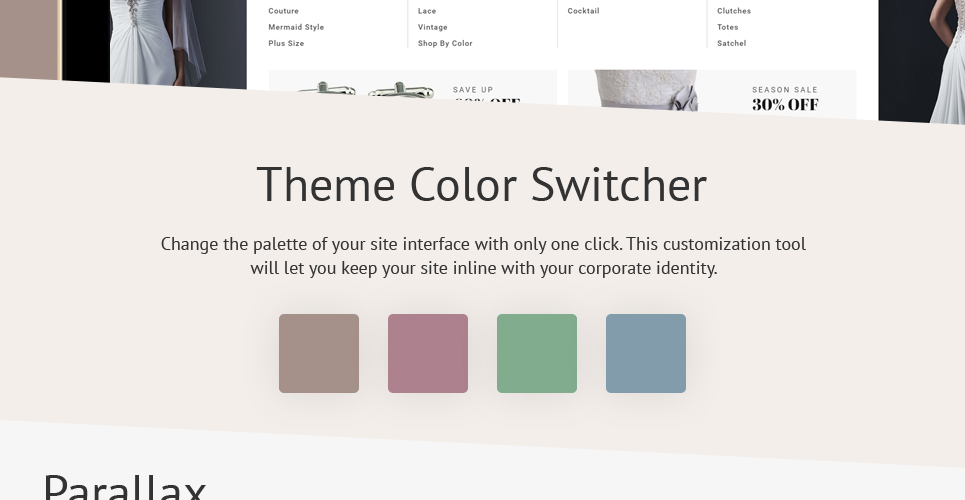 Couture
Lace
Cocktail
Clutches
Mermaid Style
Vintage
Totes
Plus Size
Shop By Color
Satchel
SAVE UP
OFF
SEASON SALE
30% OFF
Theme Color Switcher
Change the palette of your site interface with only one click. This customization tool
will let you keep your site inline with your corporate identity.
Parallax